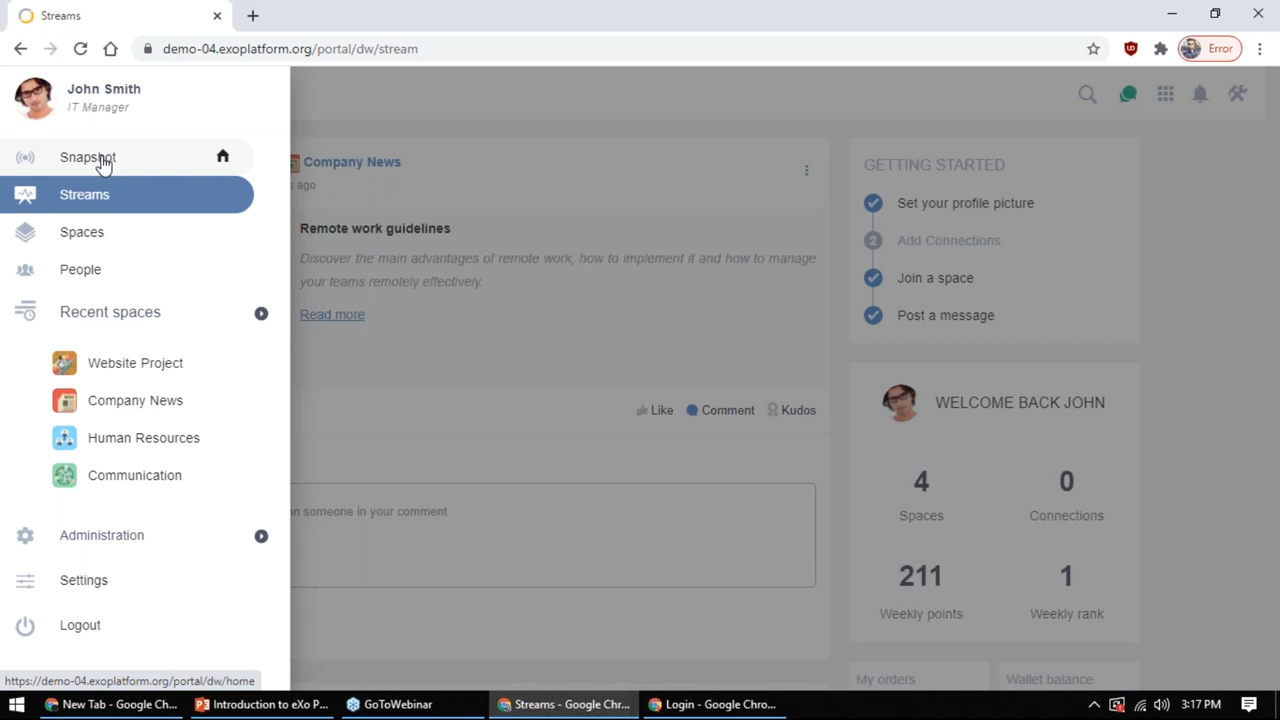 Streams
demo-04.exoplatform.org/portal/dw/stream
Error
John Smith
IT Manager
Snapshot
Streams
Spaces
People
Recent spaces
Website Project
Company News
Human Resources
Communication
Administration
Settings
Logout
https://demo-04.exoplatform.org/portal/dw/home
Company News
s ago
Remote work guidelines
Discover the main advantages of remote work, how to implement it and how to manage
your teams remotely effectively.
Read more
Like Comment Kudos
on someone in your comment
GETTING STARTED
Set your profile picture
2 Add Connections
Join a space
Post a message
WELCOME BACK JOHN
4 0
Spaces Connections
211 1
Weekly points Weekly rank
My orders Wallet balance
New Tab - Google Ch... Introduction to eXo P... GoToWebinar Streams - Google Chr... Login - Google Chro... 3:17 PM